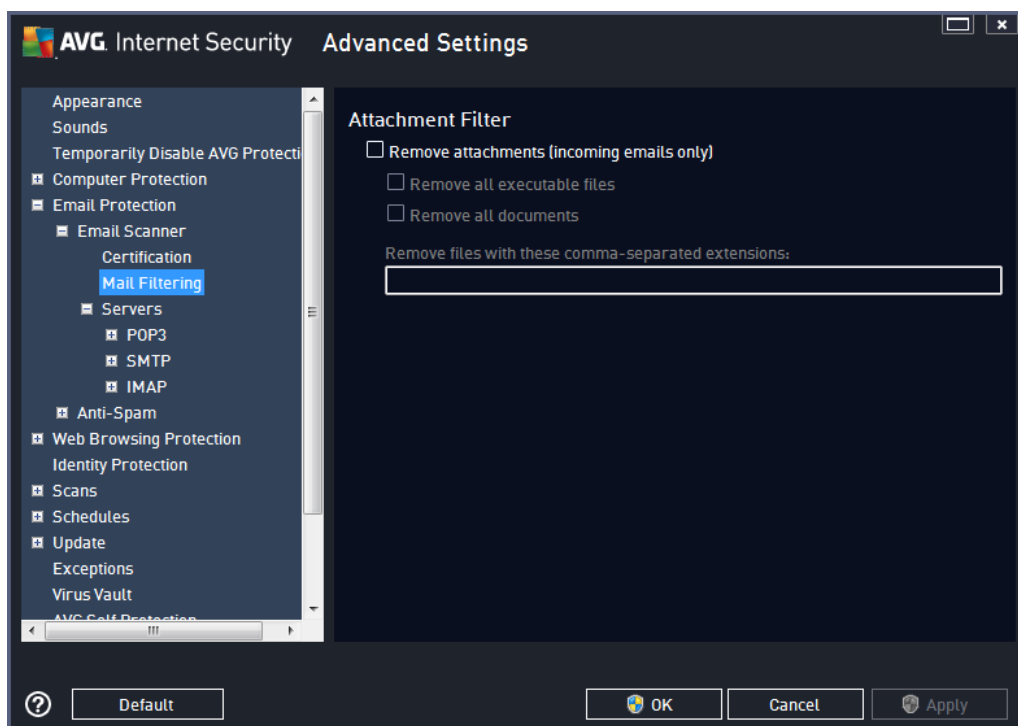 AVG. Internet Security Advanced Settings
Appearance
Sounds
Temporarily Disable AVG Protecti
Computer Protection
Email Protection
Email Scanner
Certification
Mail Filtering
Servers
POP3
SMTP
IMAP
Anti-Spam
Web Browsing Protection
Identity Protection
Scans
Schedules
Update
Exceptions
Virus Vault
AVG Self Protection
Attachment Filter
Remove attachments (incoming emails only)
Remove all executable files
Remove all documents
Remove files with these comma-separated extensions:
? Default OK Cancel Apply